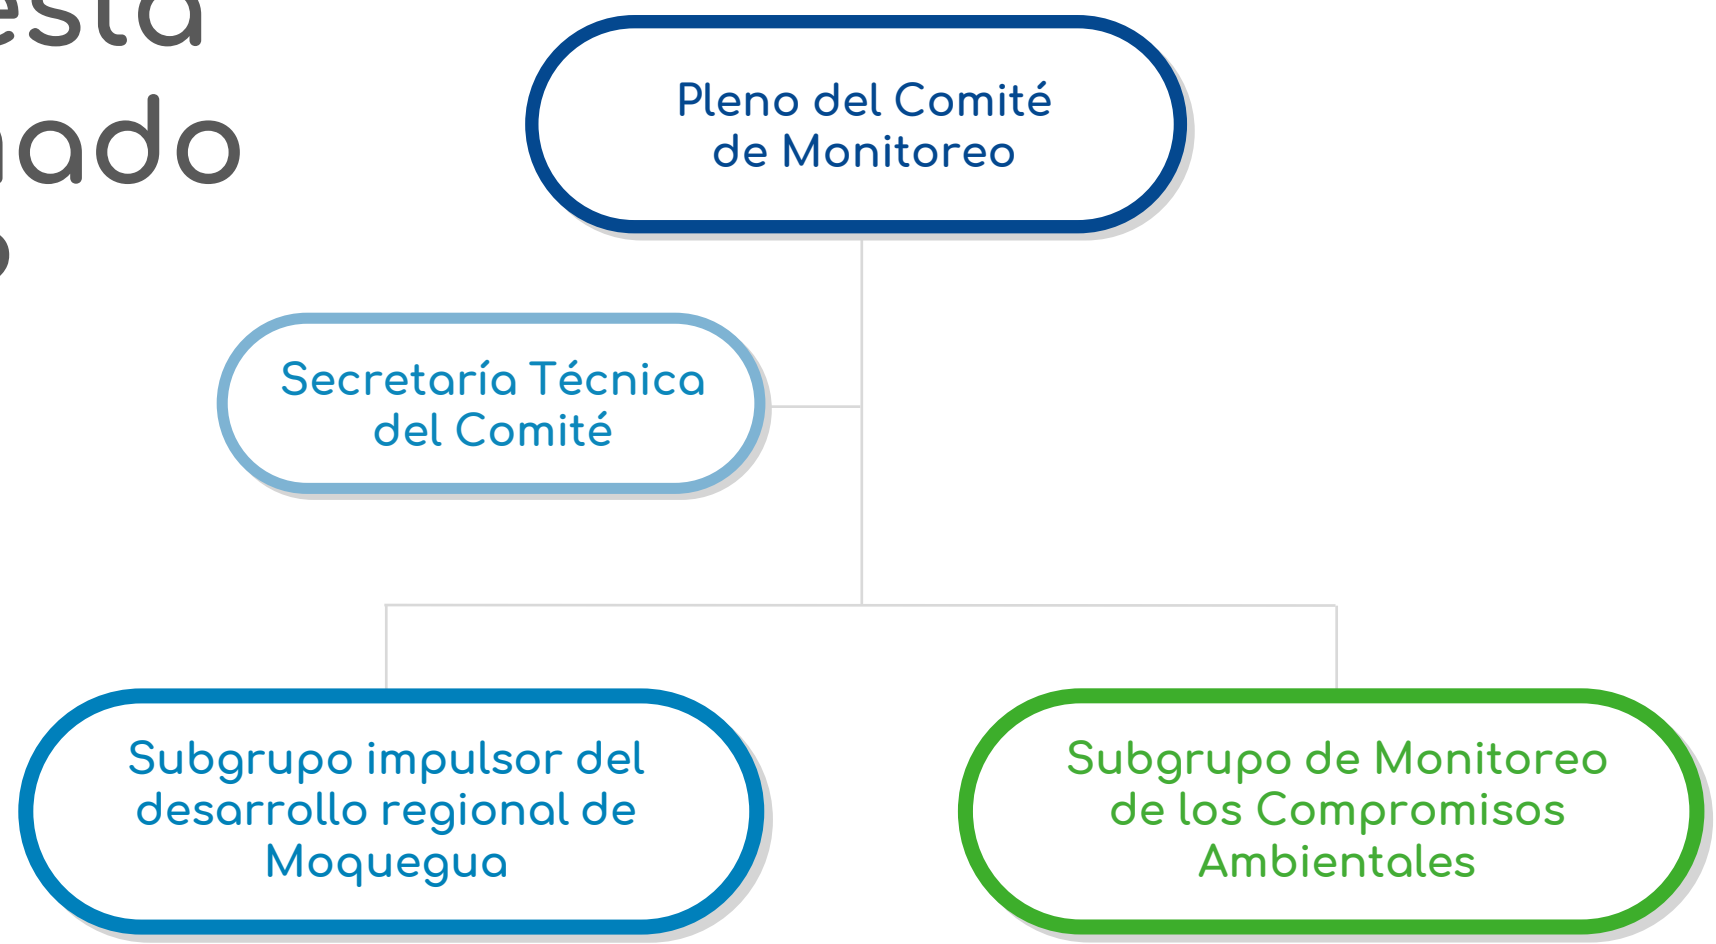 está
Pleno del Comité
de Monitoreo
Secretaría Técnica
del Comité
Subgrupo impulsor del
desarrollo regional de
Moquegua
Subgrupo de Monitoreo
de los Compromisos
Ambientales